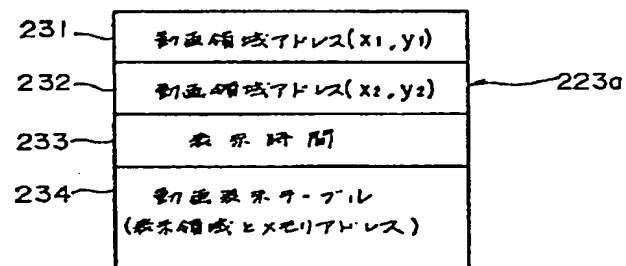 231
動画領域アドレス(x1,y1)
232
動画領域アドレス(x2,y2)
223a
233
表示時間
234
動画表示テーブル
(表示領域とメモリアドレス)